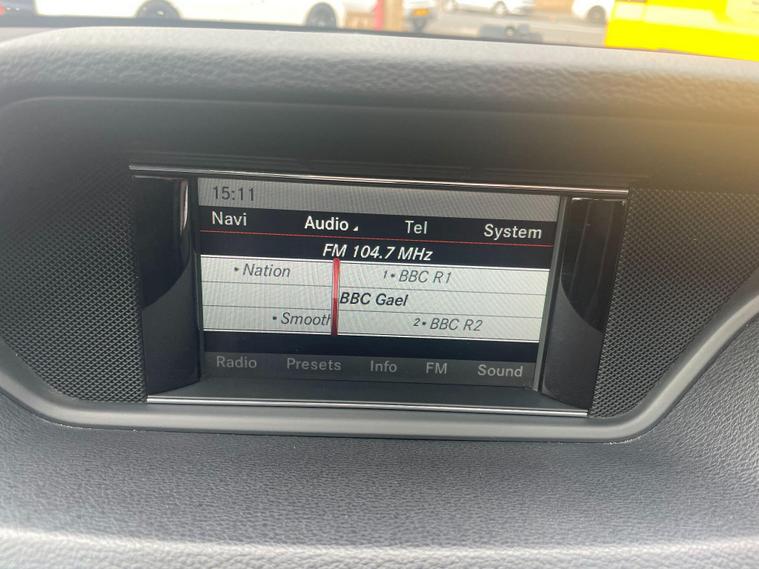 15:11
Navi Audio Tel System
FM 104.7 MHz
• Nation 1• BBC R1
BBC Gael
• Smooth 2• BBC R2
Radio Presets Info FM Sound